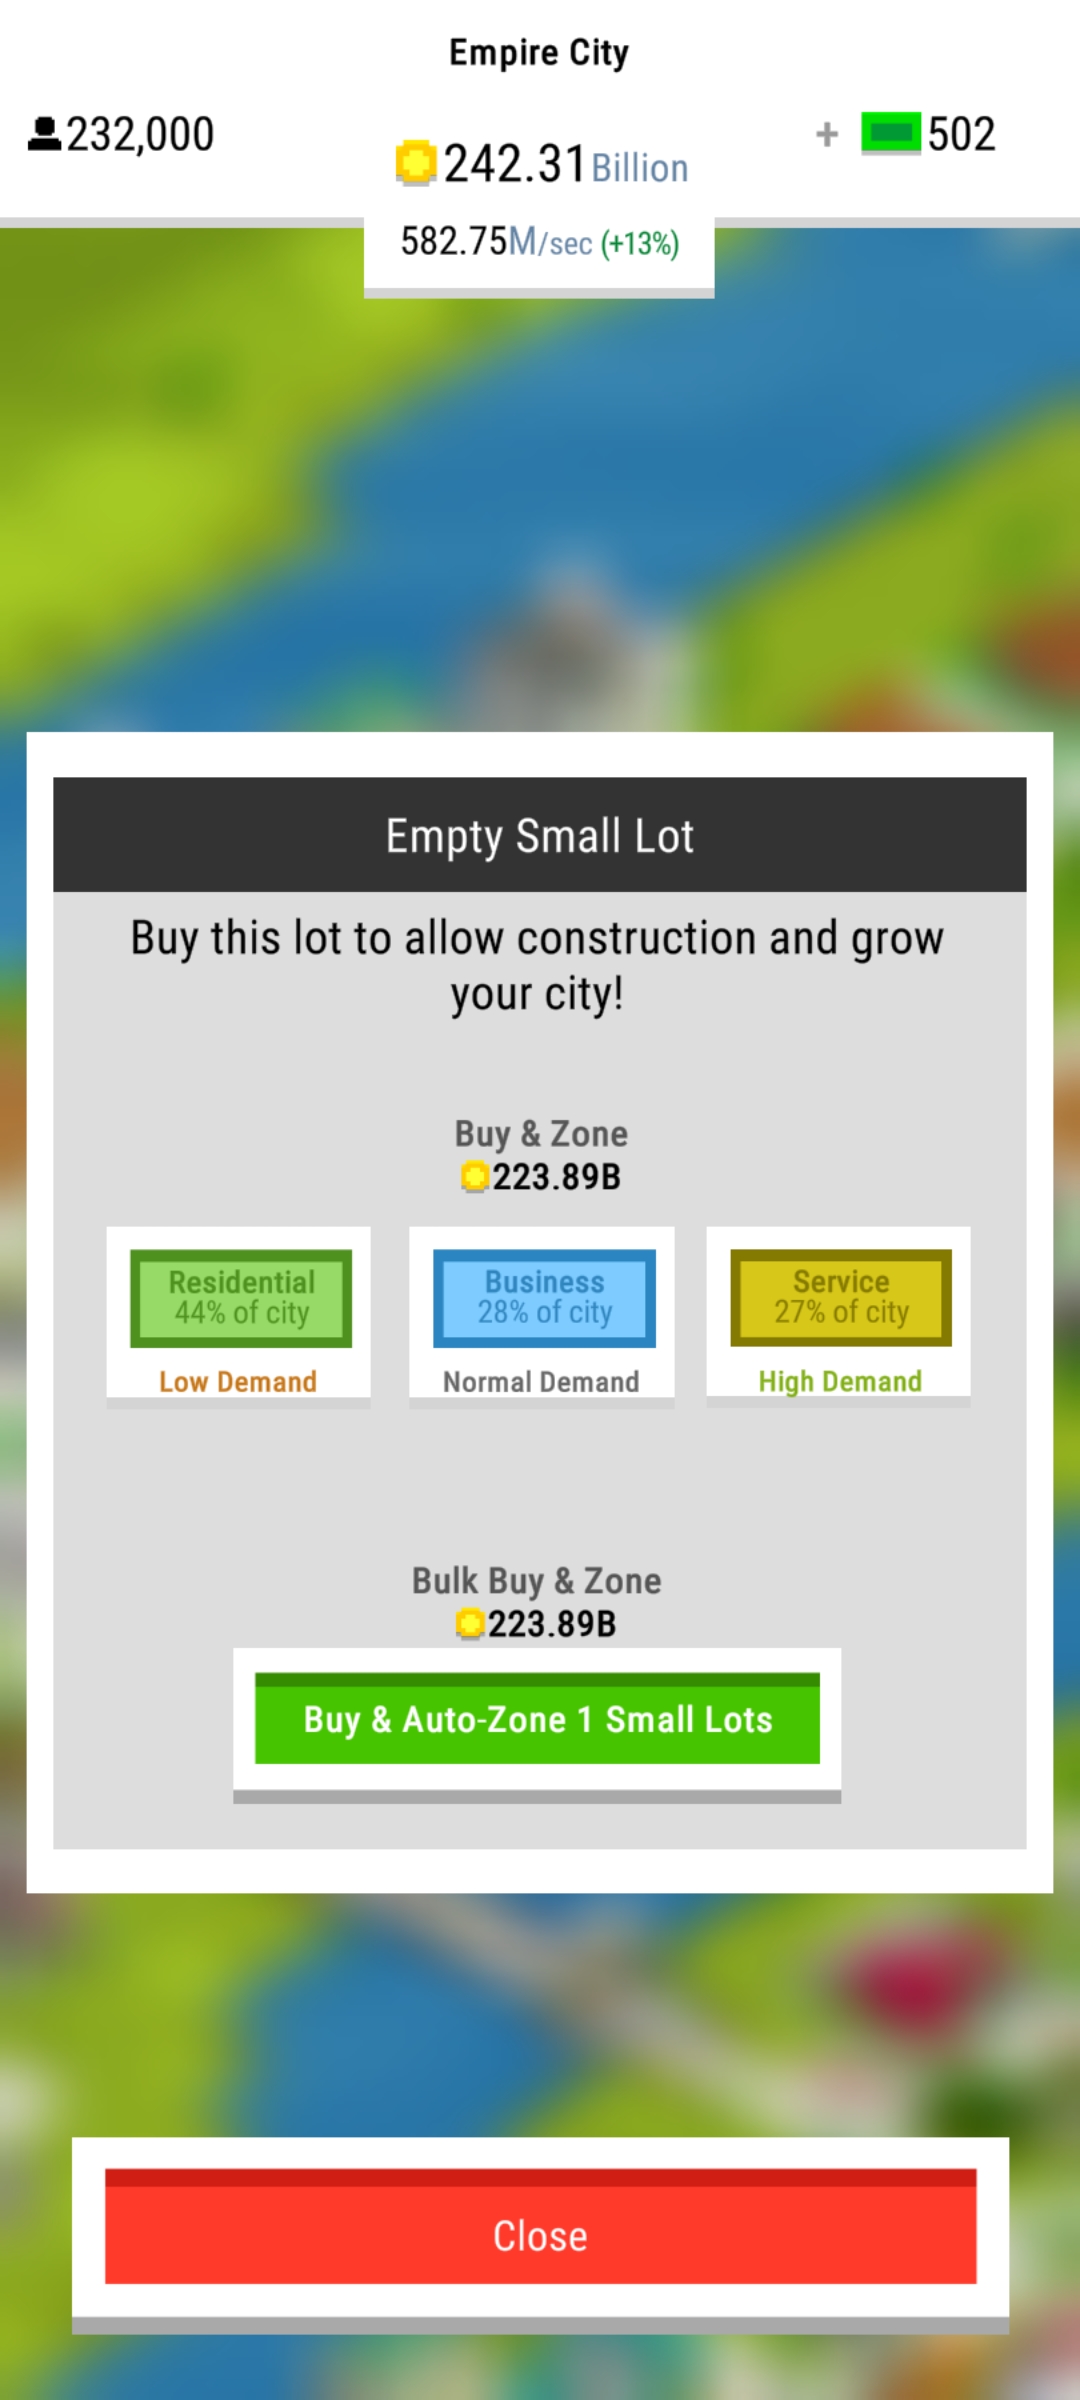 Empire City
232,000
242.31 Billion
+ 502
582.75M/sec (+13%)
Empty Small Lot
Buy this lot to allow construction and grow
your city!
Buy & Zone
223.89B
Residential
44% of city
Low Demand
Business
28% of city
Normal Demand
Service
27% of city
High Demand
Bulk Buy & Zone
223.89B
Buy & Auto-Zone 1 Small Lots
Close